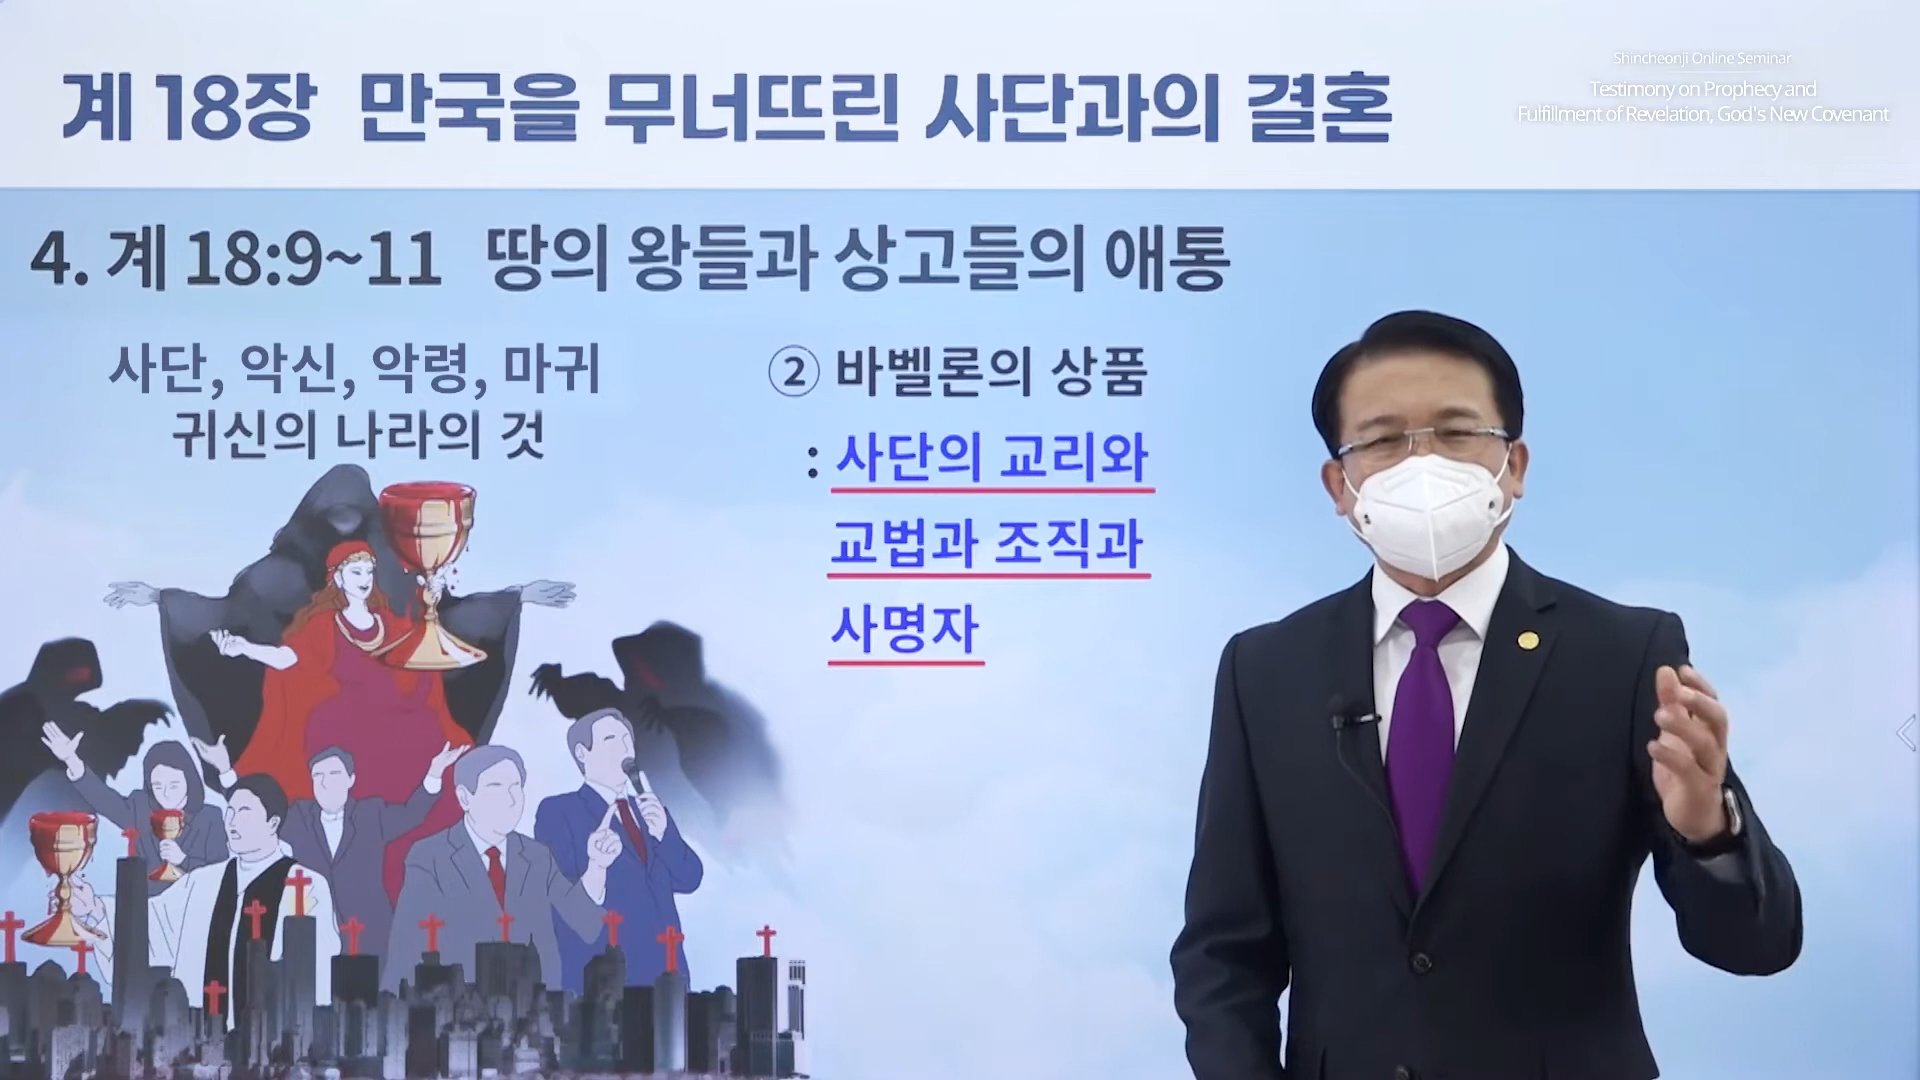 계 18장 만국을 무너뜨린 사단과의 결혼
Shincheonji Online Seminar
Testimony on Prophecy and
Fulfillment of Revelation, God's New Covenant
4. 계 18:9~11 땅의 왕들과 상고들의 애통
사단, 악신, 악령, 마귀
귀신의 나라의 것
② 바벨론의 상품
: 사단의 교리와
교법과 조직과
사명자